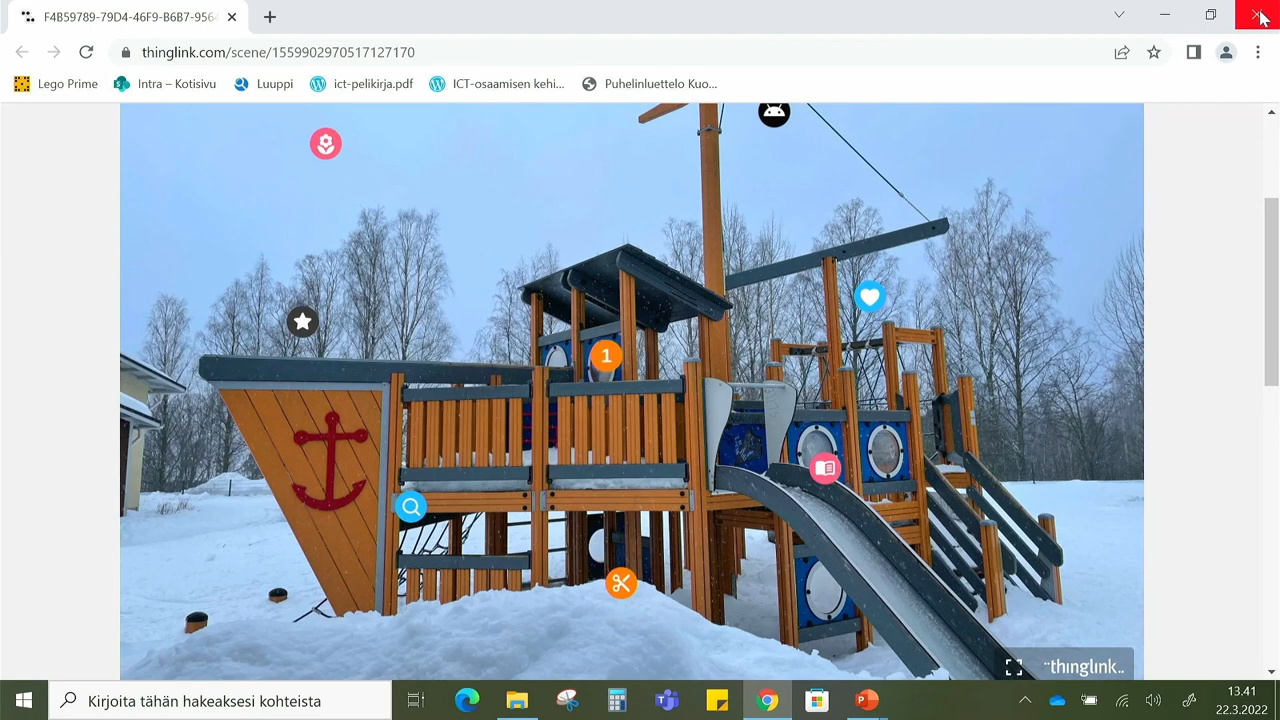 F4B59789-79D4-46F9-B6B7-9564
thinglink.com/scene/1559902970517127170
Lego Prime
Intra – Kotisivu
Luuppi
ict-pelikirja.pdf
ICT-osaamisen kehi...
Puhelinluettelo Kuo...
1
thinglink..
Kirjoita tähän hakeaksesi kohteista
13.41
22.3.2022